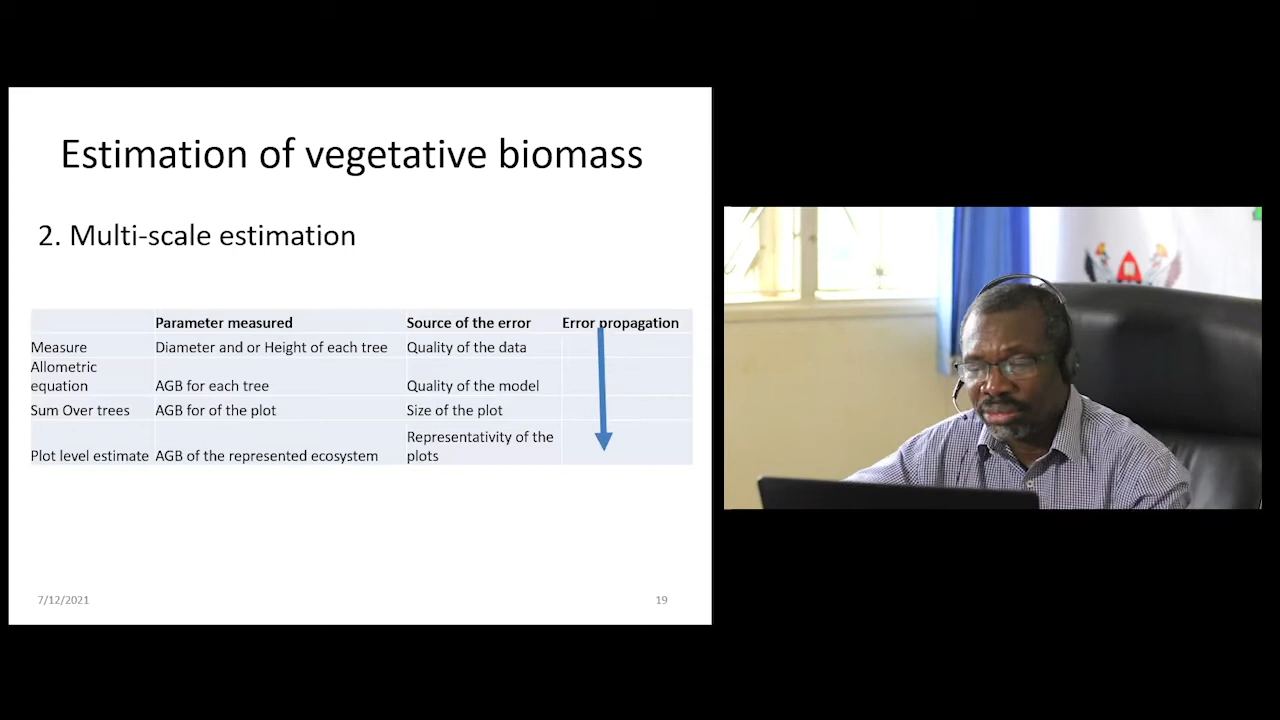 Estimation of vegetative biomass
2. Multi-scale estimation
Parameter measured Source of the error Error propagation
Measure Diameter and or Height of each tree Quality of the data
Allometric
equation AGB for each tree Quality of the model
Sum Over trees AGB for of the plot Size of the plot
Representativity of the
Plot level estimate AGB of the represented ecosystem plots
7/12/2021 19